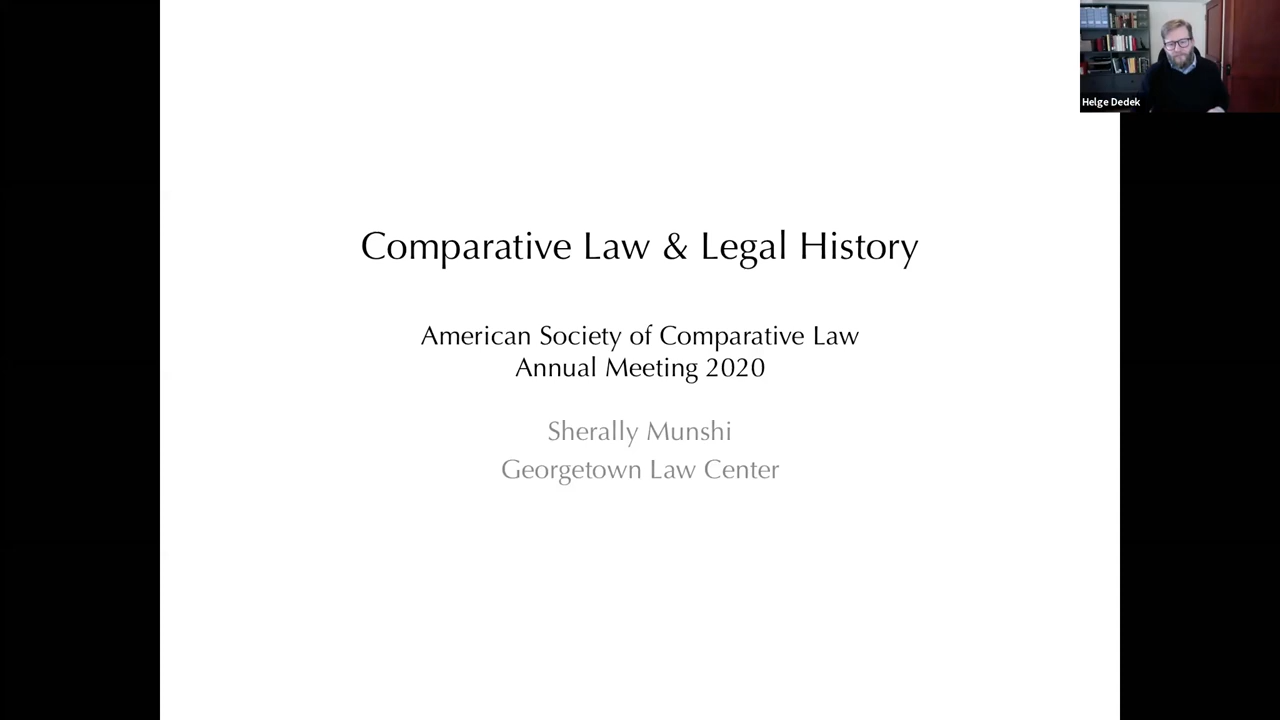 Comparative Law & Legal History
American Society of Comparative Law
Annual Meeting 2020
Sherally Munshi
Georgetown Law Center
Helge Dedek